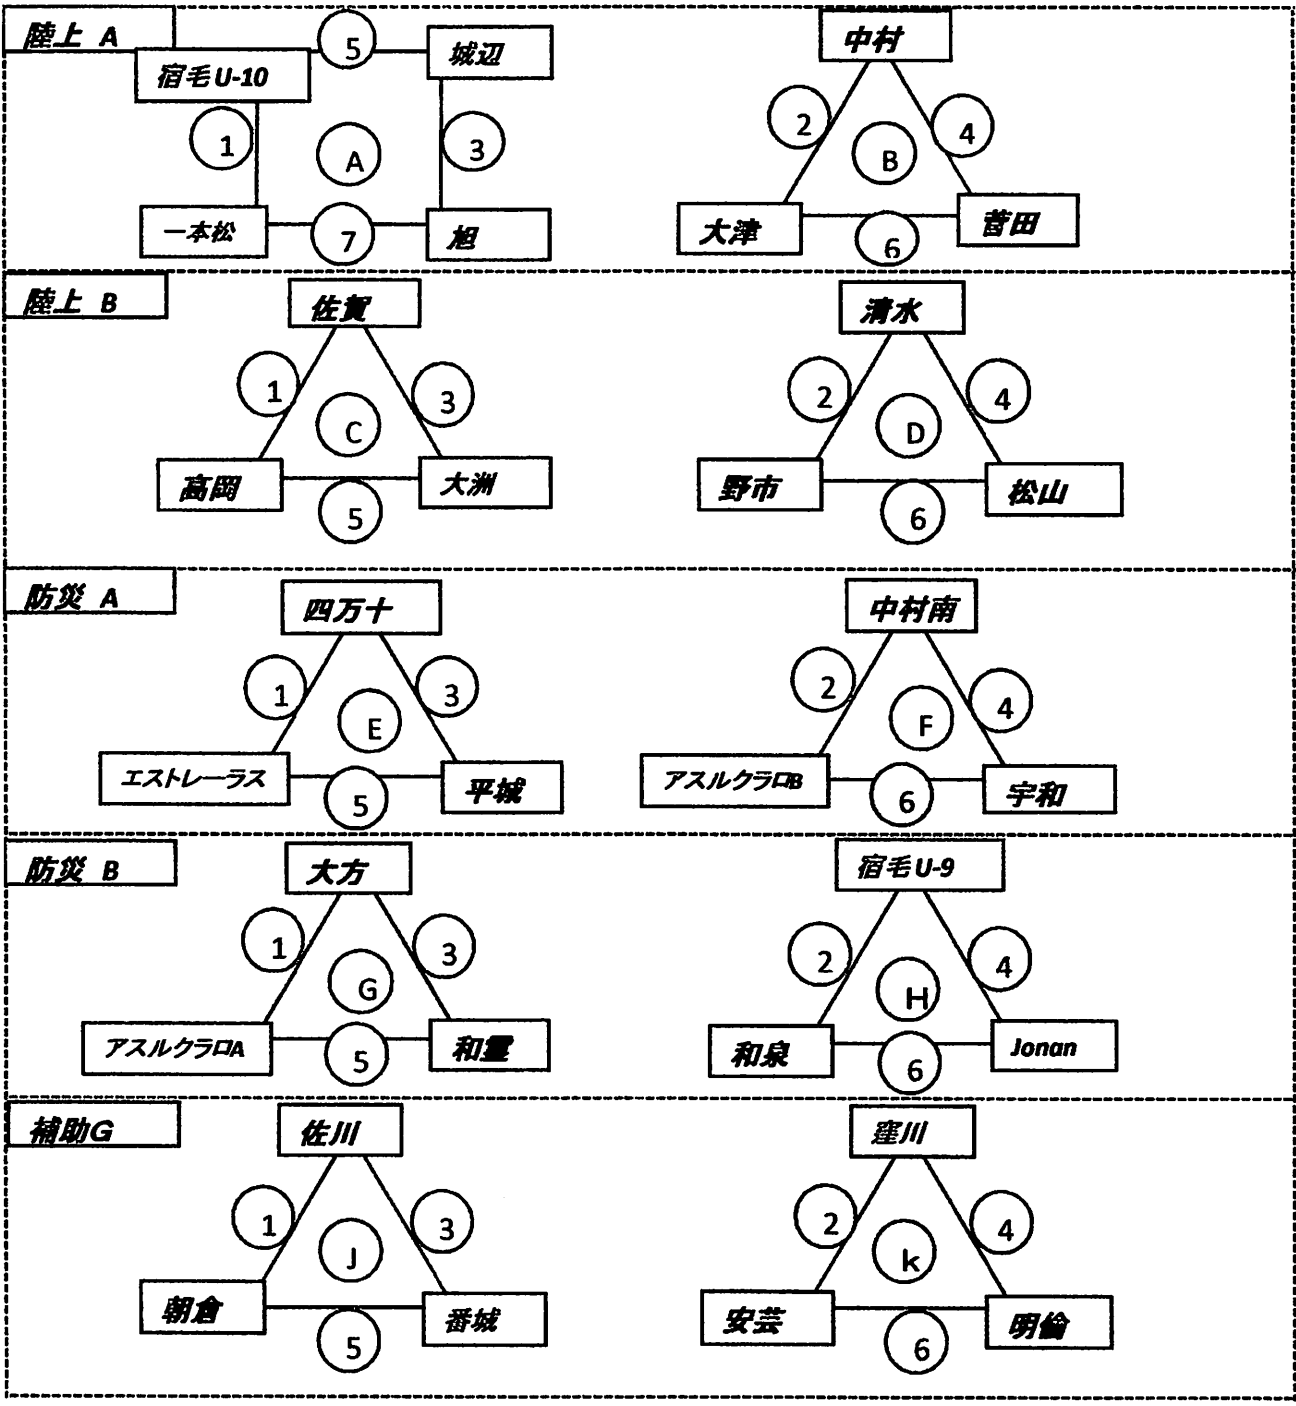 陸上 A
5
城辺
中村
宿毛U-10
1
A
3
2
B
4
一本松
7
旭
大津
6
菅田
陸上 B
佐賀
清水
1
C
3
2
D
4
高岡
5
大洲
野市
6
松山
防災 A
四万十
中村南
1
E
3
2
F
4
エストレーラス
5
平城
アスルクラロB
6
宇和
防災 B
大方
宿毛U-9
1
G
3
2
H
4
アスルクラロA
5
和霊
和泉
6
Jonan
補助G
佐川
窪川
1
J
3
2
k
4
朝倉
5
番城
安芸
6
明倫